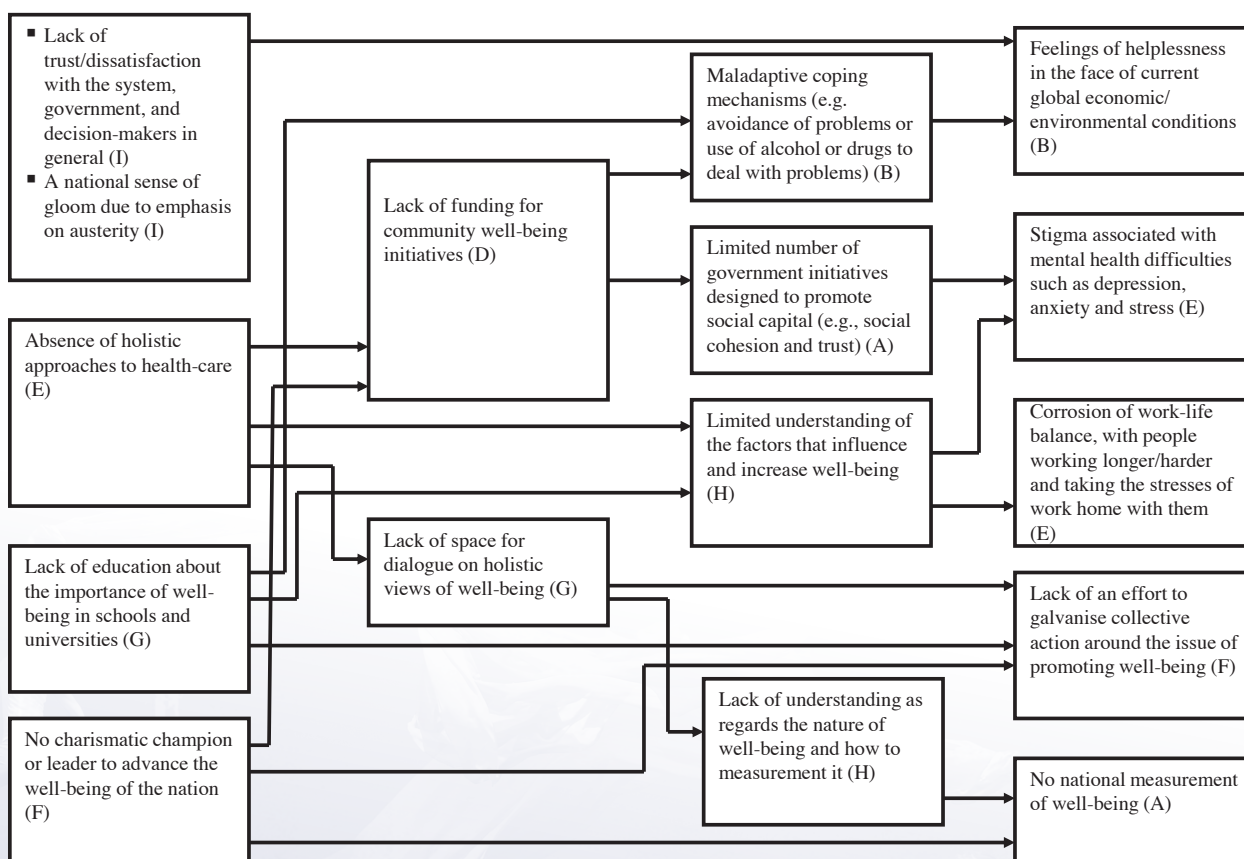 ▪ Lack of
trust/dissatisfaction
with the system,
government, and
decision-makers in
general (I)
▪ A national sense of
gloom due to emphasis
on austerity (I)
Absence of holistic
approaches to health-care
(E)
Lack of education about
the importance of well-
being in schools and
universities (G)
No charismatic champion
or leader to advance the
well-being of the nation
(F)
Lack of funding for
community well-being
initiatives (D)
Lack of space for
dialogue on holistic
views of well-being (G)
Maladaptive coping
mechanisms (e.g.
avoidance of problems or
use of alcohol or drugs to
deal with problems) (B)
Limited number of
government initiatives
designed to promote
social capital (e.g., social
cohesion and trust) (A)
Limited understanding of
the factors that influence
and increase well-being
(H)
Lack of understanding as
regards the nature of
well-being and how to
measurement it (H)
Feelings of helplessness
in the face of current
global economic/
environmental conditions
(B)
Stigma associated with
mental health difficulties
such as depression,
anxiety and stress (E)
Corrosion of work-life
balance, with people
working longer/harder
and taking the stresses of
work home with them
(E)
Lack of an effort to
galvanise collective
action around the issue of
promoting well-being (F)
No national measurement
of well-being (A)